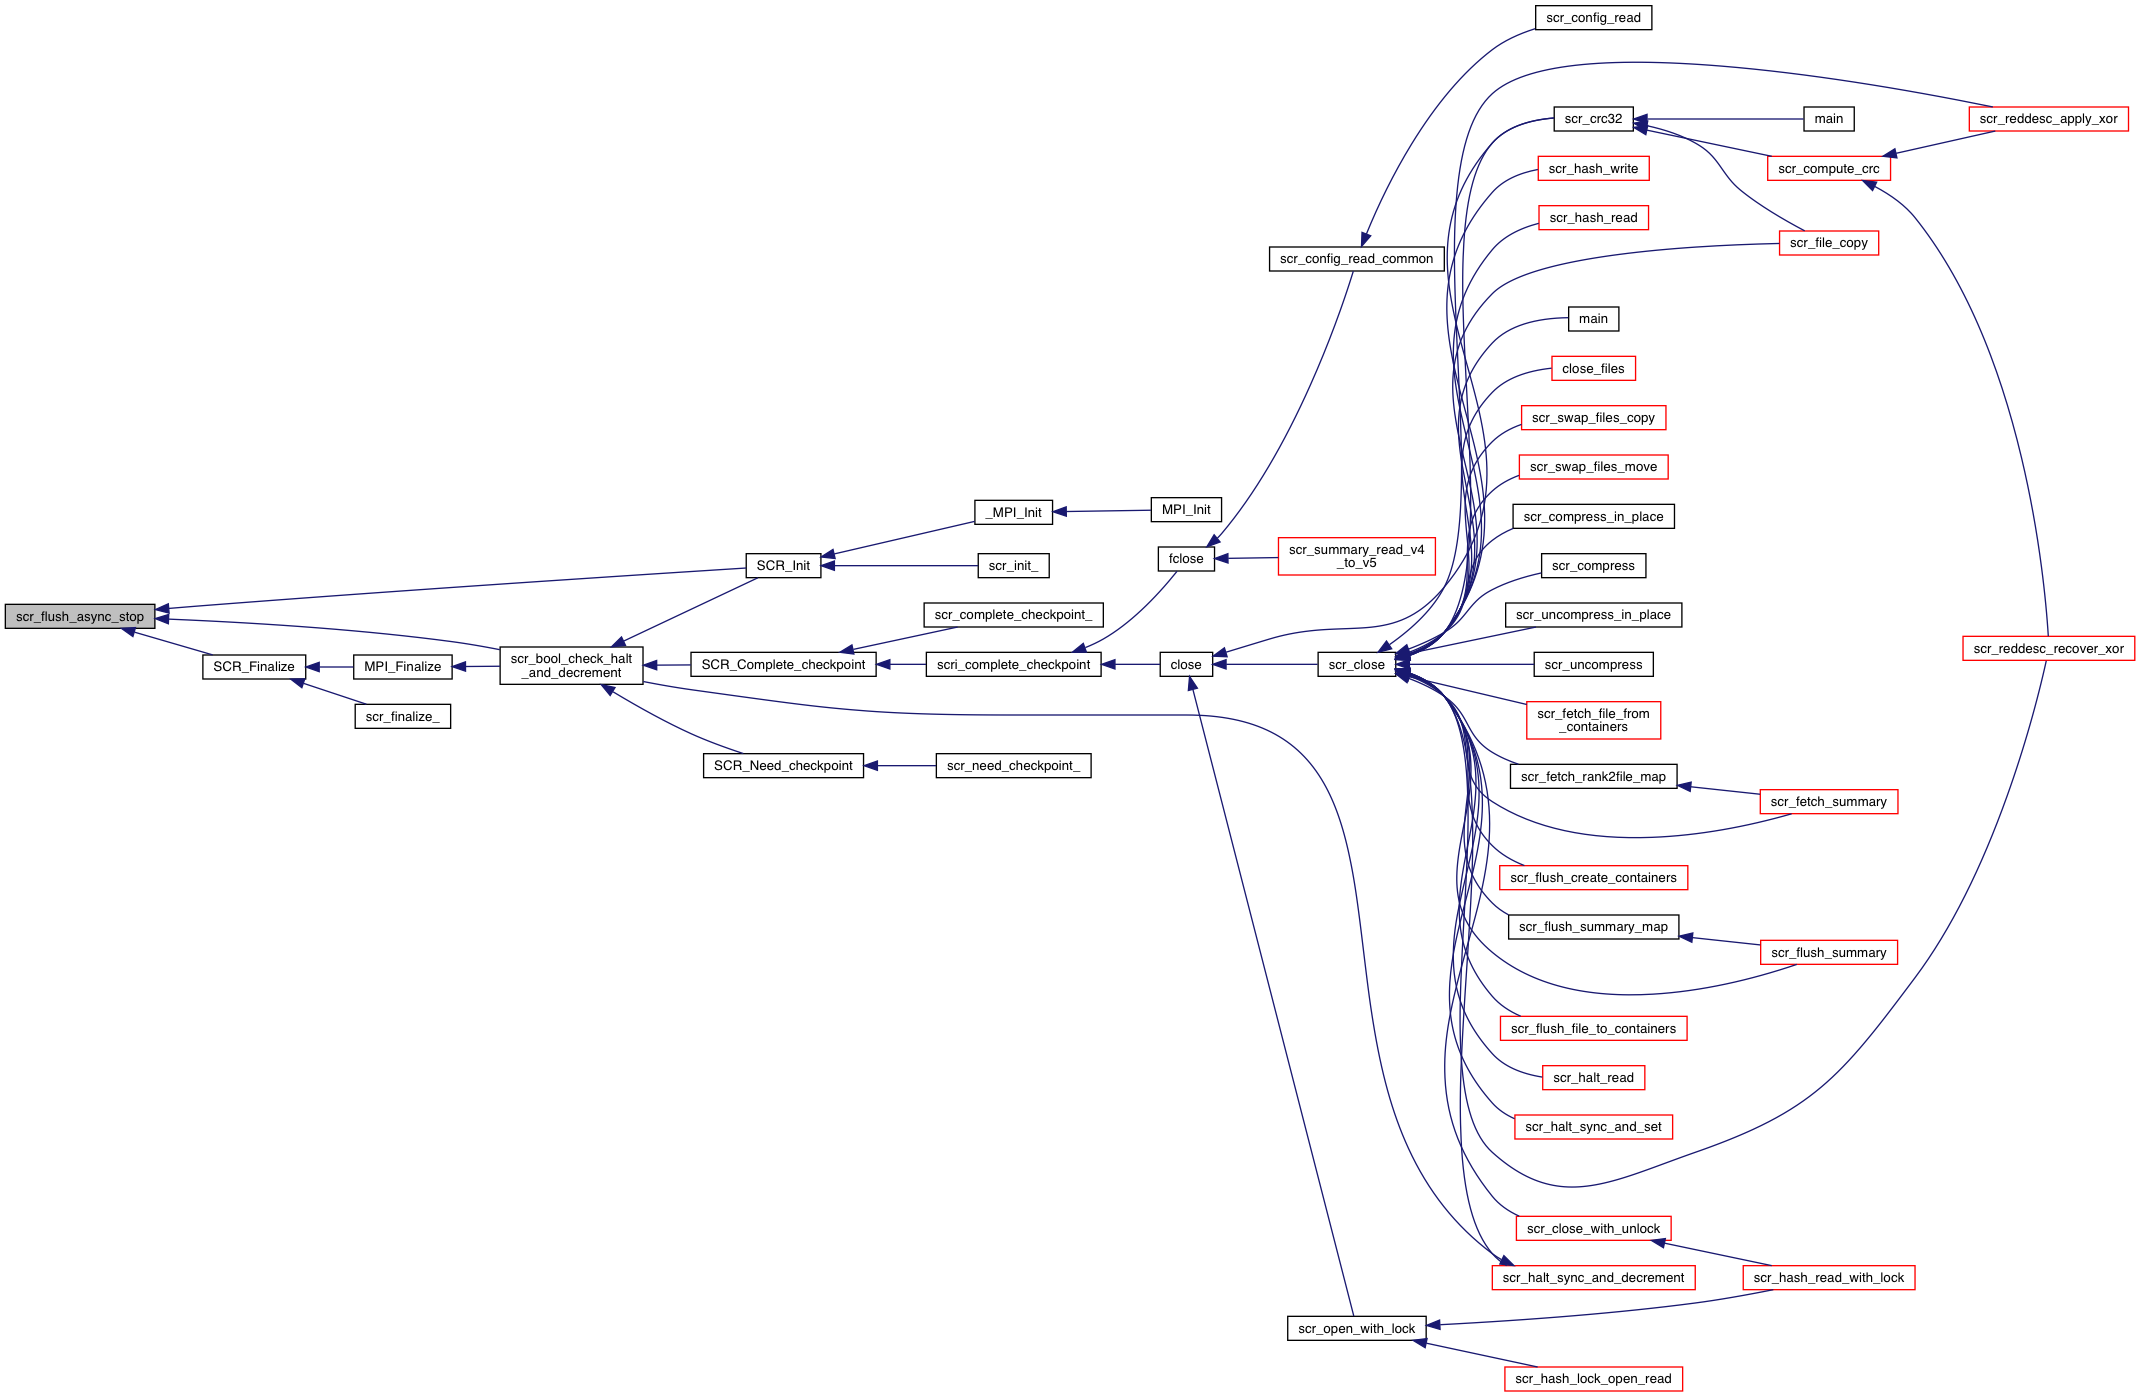 scr_config_read
scr_crc32
main
scr_reddesc_apply_xor
scr_hash_write
scr_compute_crc
scr_hash_read
scr_file_copy
scr_config_read_common
main
close_files
scr_swap_files_copy
scr_swap_files_move
_MPI_Init
MPI_Init
scr_compress_in_place
fclose
scr_summary_read_v4
_to_v5
SCR_Init
scr_init_
scr_compress
scr_flush_async_stop
scr_complete_checkpoint_
scr_uncompress_in_place
SCR_Finalize
MPI_Finalize
scr_bool_check_halt
_and_decrement
SCR_Complete_checkpoint
scri_complete_checkpoint
close
scr_close
scr_uncompress
scr_reddesc_recover_xor
scr_finalize_
scr_fetch_file_from
_containers
SCR_Need_checkpoint
scr_need_checkpoint_
scr_fetch_rank2file_map
scr_fetch_summary
scr_flush_create_containers
scr_flush_summary_map
scr_flush_summary
scr_flush_file_to_containers
scr_halt_read
scr_halt_sync_and_set
scr_close_with_unlock
scr_halt_sync_and_decrement
scr_hash_read_with_lock
scr_open_with_lock
scr_hash_lock_open_read